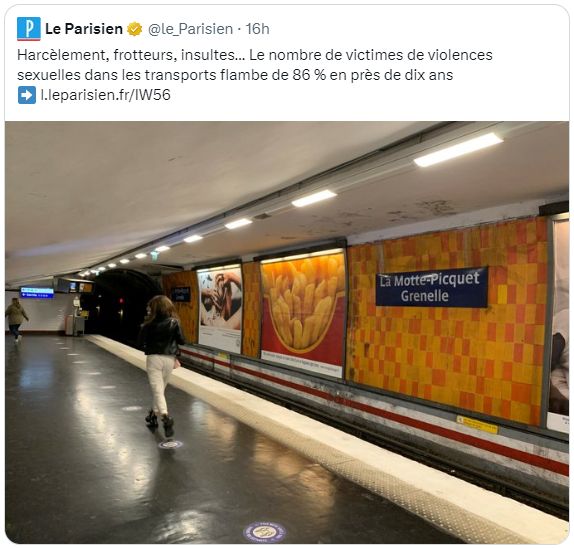 Le Parisien @le_Parisien · 16h
Harcèlement, frotteurs, insultes... Le nombre de victimes de violences
sexuelles dans les transports flambe de 86 % en près de dix ans
➡ l.leparisien.fr/IW56
La Motte-Picquet
Grenelle